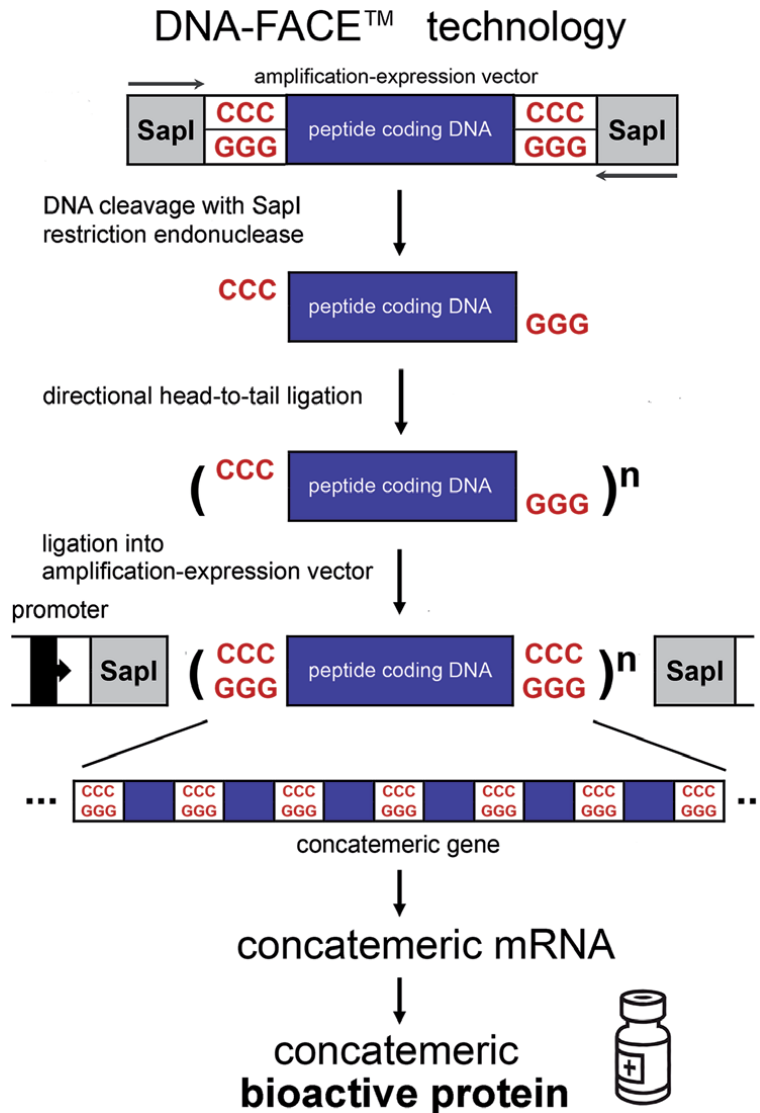 DNA-FACE™ technology
amplification-expression vector
SapI CCC peptide coding DNA CCC SapI
GGG GGG
DNA cleavage with SapI
restriction endonuclease
CCC peptide coding DNA
GGG
directional head-to-tail ligation
( CCC peptide coding DNA )n
GGG
ligation into
amplification-expression vector
promoter
SapI ( CCC peptide coding DNA CCC )n SapI
GGG GGG
... CCC CCC CCC CCC CCC CCC CCC ..
GGG GGG GGG GGG GGG GGG GGG
concatemeric gene
concatemeric mRNA
concatemeric
bioactive protein